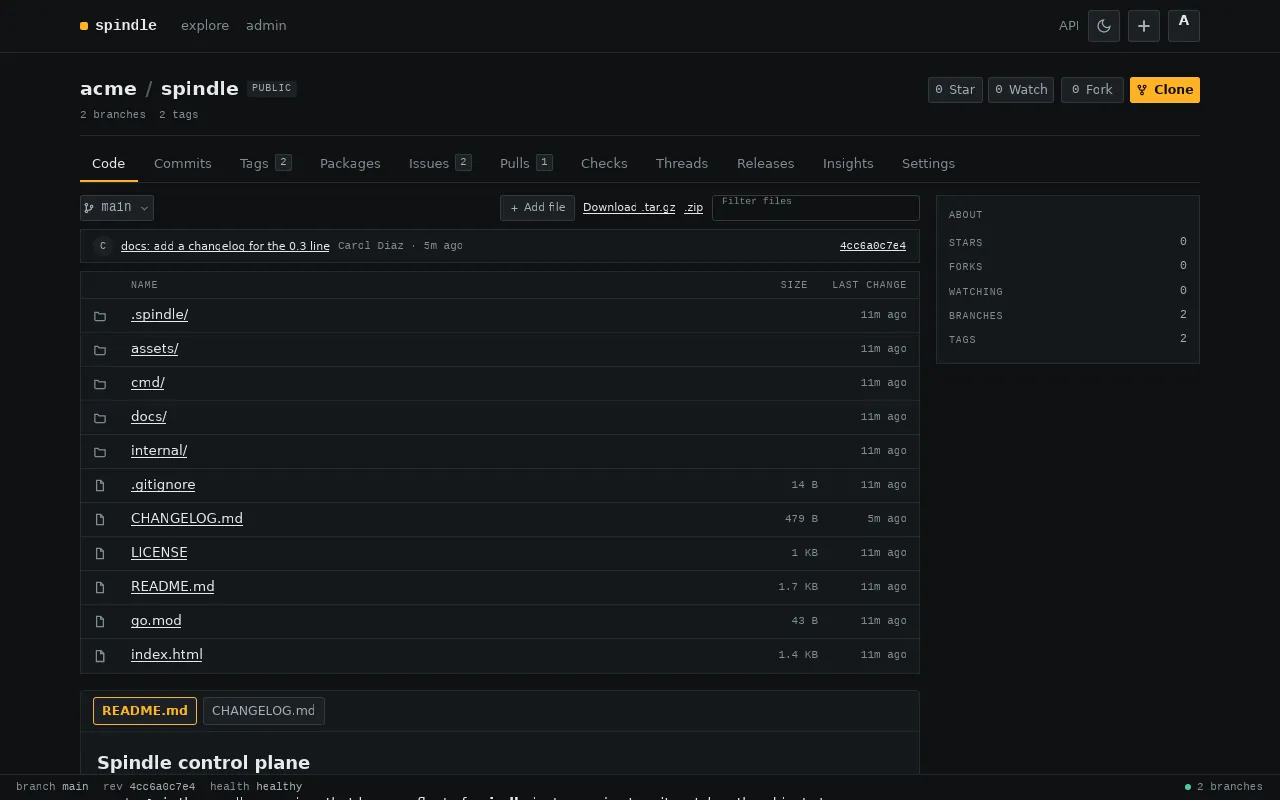 spindle explore admin API A
acme / spindle PUBLIC 0 Star 0 Watch 0 Fork Clone
2 branches 2 tags
Code Commits Tags 2 Packages Issues 2 Pulls 1 Checks Threads Releases Insights Settings
main + Add file Download .tar.gz .zip Filter files
C docs: add a changelog for the 0.3 line Carol Diaz · 5m ago 4cc6a0c7e4
NAME SIZE LAST CHANGE
.spindle/ 11m ago
assets/ 11m ago
cmd/ 11m ago
docs/ 11m ago
internal/ 11m ago
.gitignore 14 B 11m ago
CHANGELOG.md 479 B 5m ago
LICENSE 1 KB 11m ago
README.md 1.7 KB 11m ago
go.mod 43 B 11m ago
index.html 1.4 KB 11m ago
ABOUT
STARS 0
FORKS 0
WATCHING 0
BRANCHES 2
TAGS 2
README.md CHANGELOG.md
Spindle control plane
branch main rev 4cc6a0c7e4 health healthy 2 branches